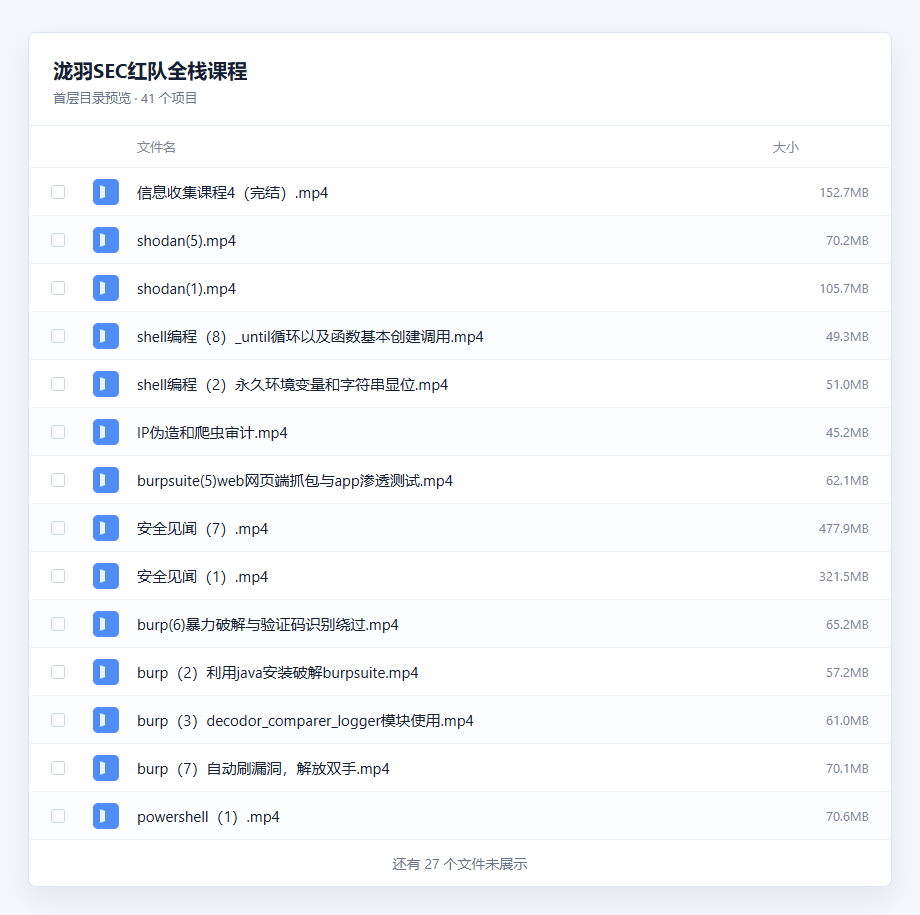 泷羽SEC红队全栈课程
首层目录预览 · 41 个项目
文件名 大小
信息收集课程4（完结）.mp4 152.7MB
shodan(5).mp4 70.2MB
shodan(1).mp4 105.7MB
shell编程（8）_until循环以及函数基本创建调用.mp4 49.3MB
shell编程（2）永久环境变量和字符串显位.mp4 51.0MB
IP伪造和爬虫审计.mp4 45.2MB
burpsuite(5)web网页端抓包与app渗透测试.mp4 62.1MB
安全见闻（7）.mp4 477.9MB
安全见闻（1）.mp4 321.5MB
burp(6)暴力破解与验证码识别绕过.mp4 65.2MB
burp（2）利用java安装破解burpsuite.mp4 57.2MB
burp（3）decodor_comparer_logger模块使用.mp4 61.0MB
burp（7）自动刷漏洞，解放双手.mp4 70.1MB
powershell（1）.mp4 70.6MB
还有 27 个文件未展示